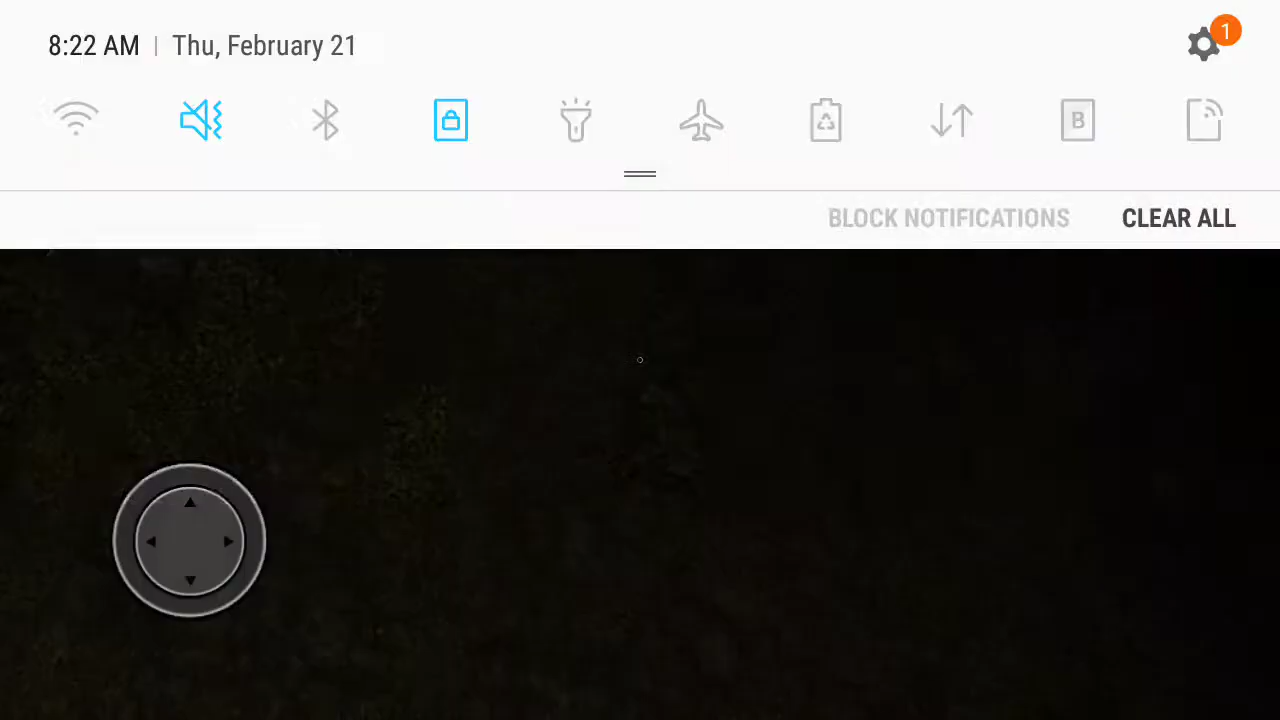 8:22 AM | Thu, February 21
1
B
BLOCK NOTIFICATIONS
CLEAR ALL